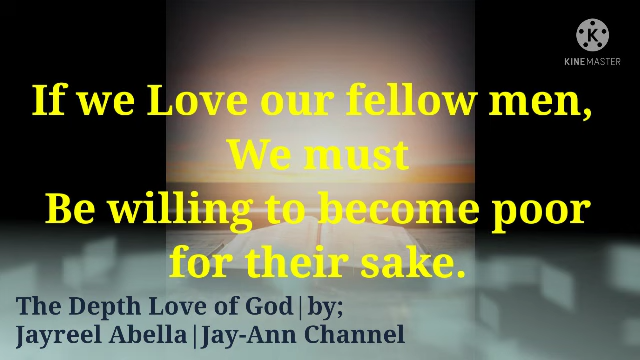 KINEMASTER
If we Love our fellow men,
We must
Be willing to become poor
for their sake.
The Depth Love of God|by;
Jayreel Abella|Jay-Ann Channel